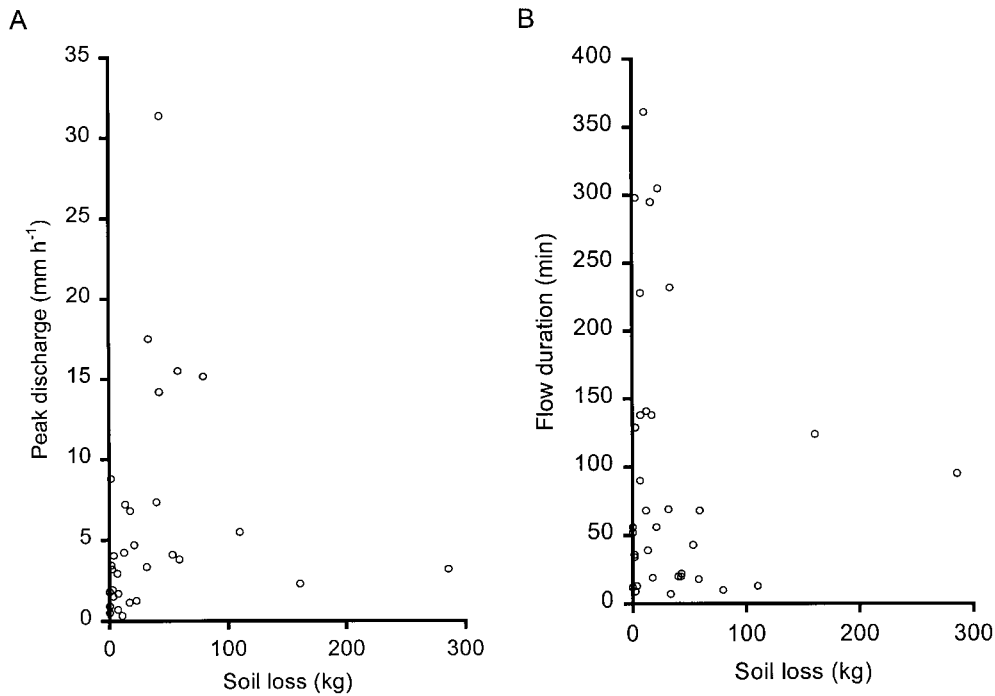 A
35
30
25
20
15
10
5
0
Peak discharge (mm h-1)
0 100 200 300
Soil loss (kg)
B
400
350
300
250
200
150
100
50
0
Flow duration (min)
0 100 200 300
Soil loss (kg)